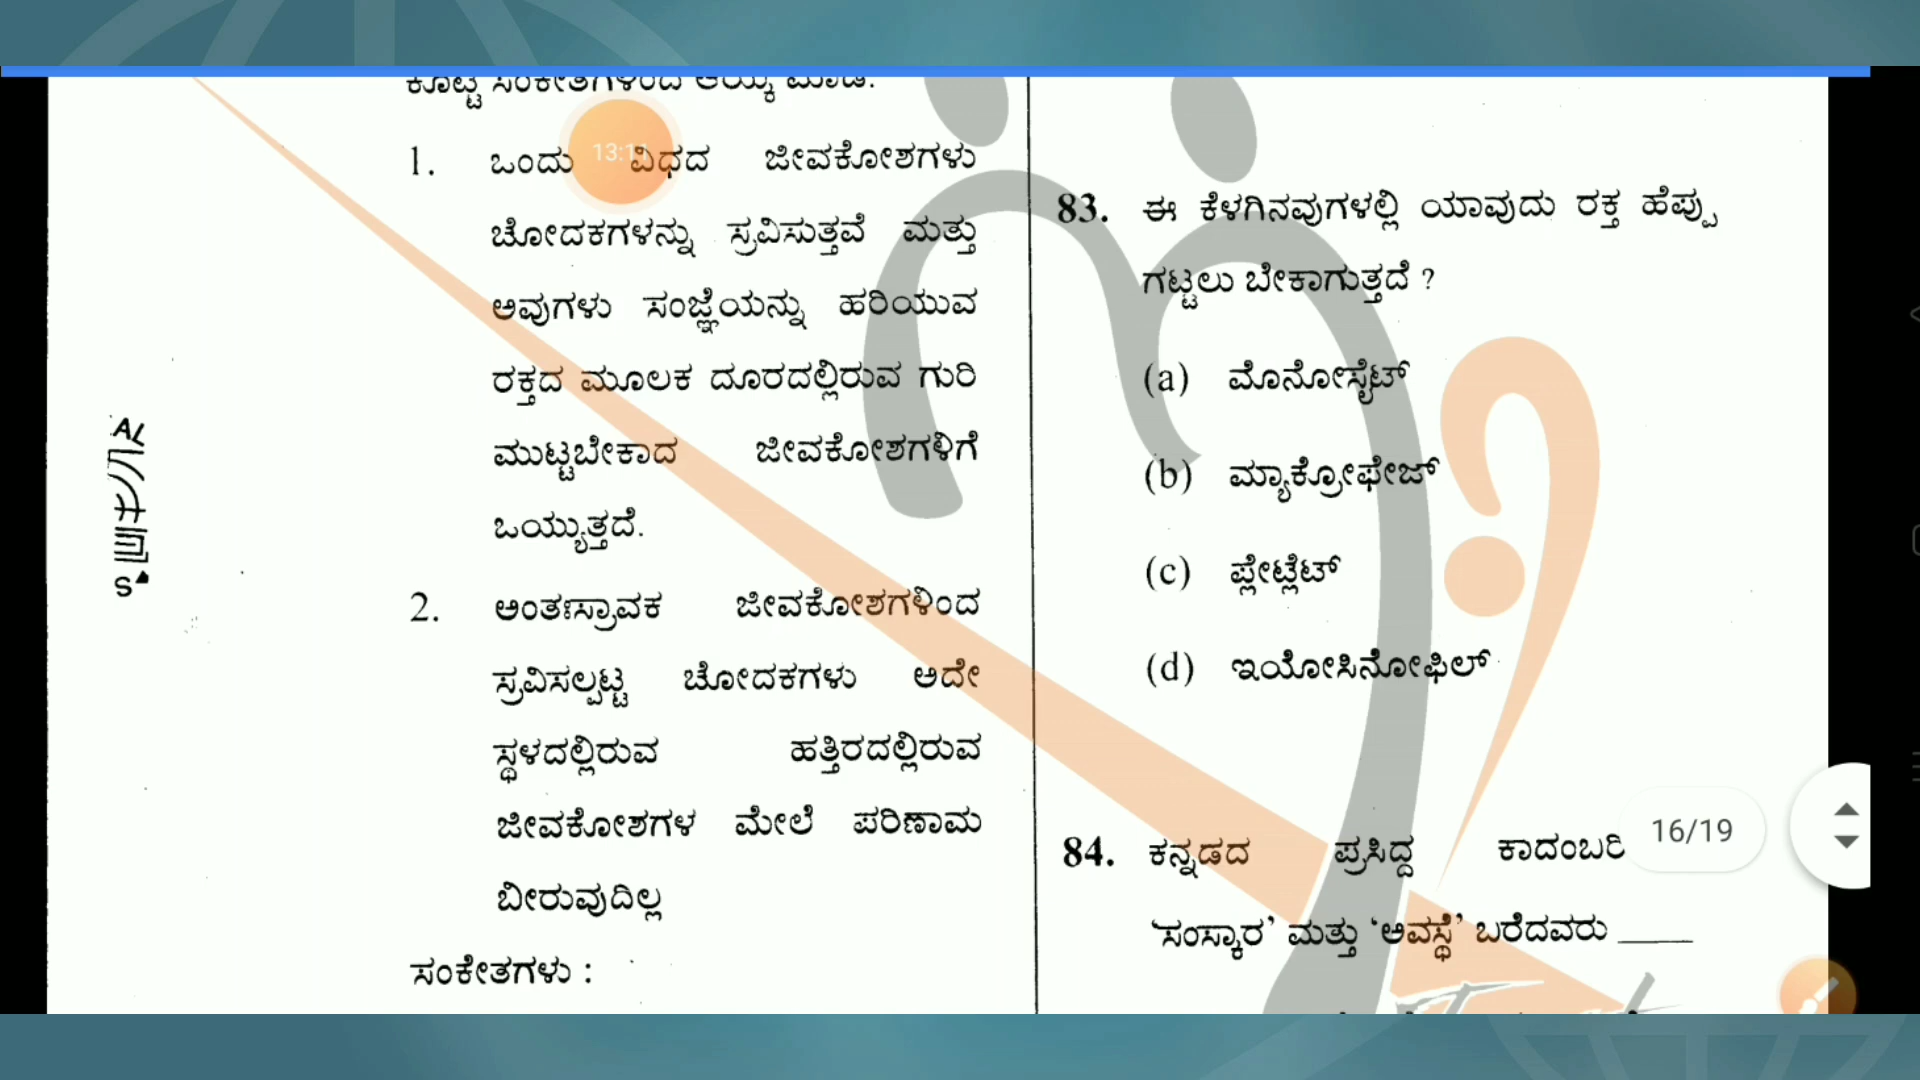 ಕೊಟ್ಟ ಸಂಕೇತಗಳಿಂದ ಆಯ್ಕೆ ಮಾಡಿ.
1. ಒಂದು ವಿಧದ ಜೀವಕೋಶಗಳು
ಚೋದಕಗಳನ್ನು ಸ್ರವಿಸುತ್ತವೆ ಮತ್ತು
ಅವುಗಳು ಸಂಜ್ಞೆಯನ್ನು ಹರಿಯುವ
ರಕ್ತದ ಮೂಲಕ ದೂರದಲ್ಲಿರುವ ಗುರಿ
ಮುಟ್ಟಬೇಕಾದ ಜೀವಕೋಶಗಳಿಗೆ
ಒಯ್ಯುತ್ತದೆ.
2. ಅಂತಃಸ್ರಾವಕ ಜೀವಕೋಶಗಳಿಂದ
ಸ್ರವಿಸಲ್ಪಟ್ಟ ಚೋದಕಗಳು ಅದೇ
ಸ್ಥಳದಲ್ಲಿರುವ ಹತ್ತಿರದಲ್ಲಿರುವ
ಜೀವಕೋಶಗಳ ಮೇಲೆ ಪರಿಣಾಮ
ಬೀರುವುದಿಲ್ಲ
ಸಂಕೇತಗಳು :
83. ಈ ಕೆಳಗಿನವುಗಳಲ್ಲಿ ಯಾವುದು ರಕ್ತ ಹೆಪ್ಪು
ಗಟ್ಟಲು ಬೇಕಾಗುತ್ತದೆ ?
(a) ಮೊನೋಸೈಟ್
(b) ಮ್ಯಾಕ್ರೋಫೇಜ್
(c) ಪ್ಲೇಟ್ಲೆಟ್
(d) ಇಯೋಸಿನೋಫಿಲ್
84. ಕನ್ನಡದ ಪ್ರಸಿದ್ಧ ಕಾದಂಬರಿ
'ಸಂಸ್ಕಾರ' ಮತ್ತು 'ಅವಸ್ಥೆ' ಬರೆದವರು ____
16/19